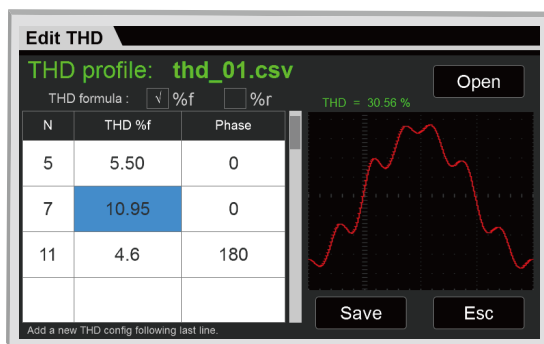 Edit THD
THD profile: thd_01.csv
Open
THD formula : √ %f %r
THD = 30.56 %
N THD %f Phase
5 5.50 0
7 10.95 0
11 4.6 180
Save Esc
Add a new THD config following last line.